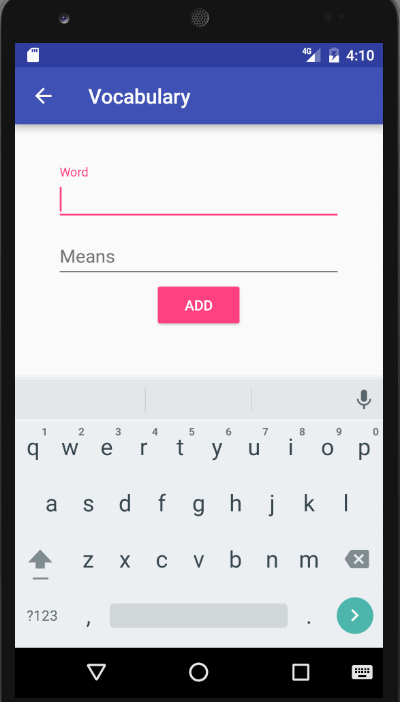 4G 4:10
Vocabulary
Word
Means
ADD
1 2 3 4 5 6 7 8 9 0
q w e r t y u i o p
a s d f g h j k l
z x c v b n m
?123 , .